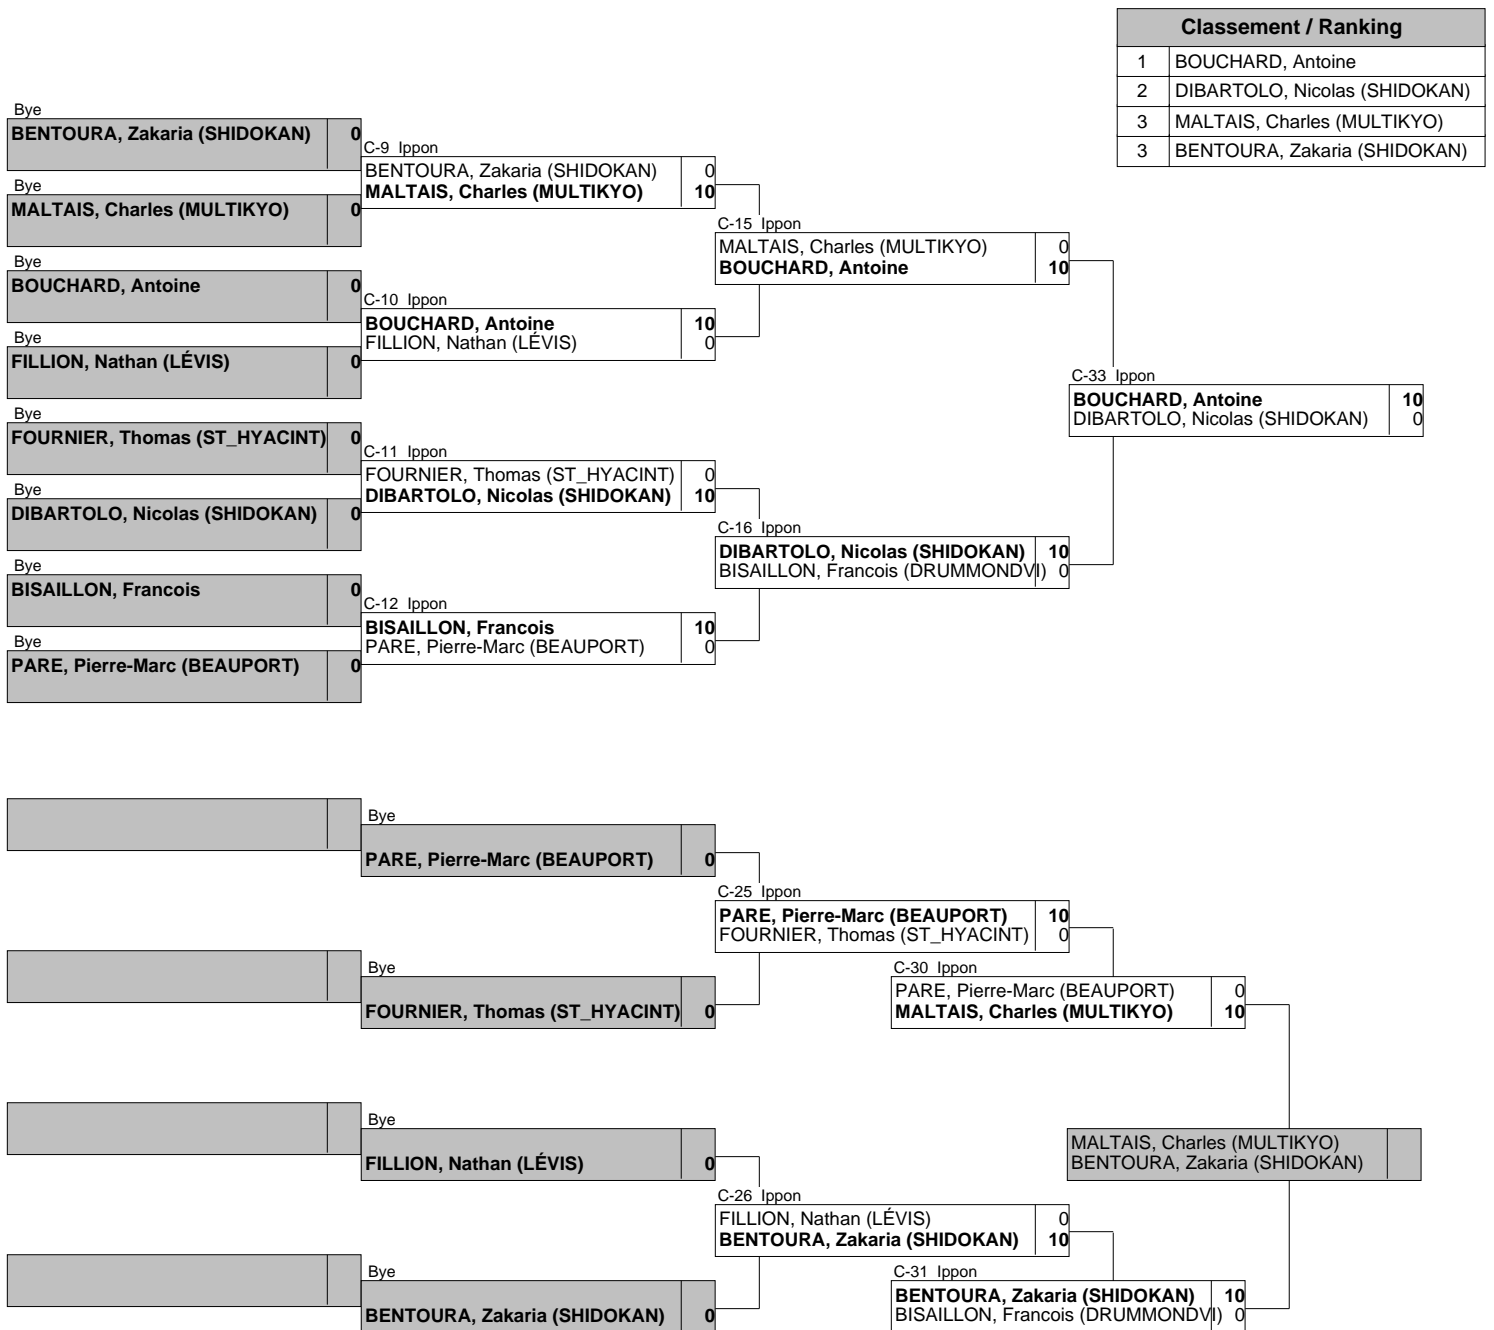 Classement / Ranking
1 BOUCHARD, Antoine
2 DIBARTOLO, Nicolas (SHIDOKAN)
3 MALTAIS, Charles (MULTIKYO)
3 BENTOURA, Zakaria (SHIDOKAN)
Bye
BENTOURA, Zakaria (SHIDOKAN) 0
Bye
MALTAIS, Charles (MULTIKYO) 0
Bye
BOUCHARD, Antoine 0
Bye
FILLION, Nathan (LÉVIS) 0
Bye
FOURNIER, Thomas (ST_HYACINT) 0
Bye
DIBARTOLO, Nicolas (SHIDOKAN) 0
Bye
BISAILLON, Francois 0
Bye
PARE, Pierre-Marc (BEAUPORT) 0
C-9 Ippon
BENTOURA, Zakaria (SHIDOKAN) 0
MALTAIS, Charles (MULTIKYO) 10
C-10 Ippon
BOUCHARD, Antoine 10
FILLION, Nathan (LÉVIS) 0
C-11 Ippon
FOURNIER, Thomas (ST_HYACINT) 0
DIBARTOLO, Nicolas (SHIDOKAN) 10
C-12 Ippon
BISAILLON, Francois 10
PARE, Pierre-Marc (BEAUPORT) 0
C-15 Ippon
MALTAIS, Charles (MULTIKYO) 0
BOUCHARD, Antoine 10
C-16 Ippon
DIBARTOLO, Nicolas (SHIDOKAN) 10
BISAILLON, Francois (DRUMMONDVI) 0
C-33 Ippon
BOUCHARD, Antoine 10
DIBARTOLO, Nicolas (SHIDOKAN) 0
Bye
PARE, Pierre-Marc (BEAUPORT) 0
Bye
FOURNIER, Thomas (ST_HYACINT) 0
Bye
FILLION, Nathan (LÉVIS) 0
Bye
BENTOURA, Zakaria (SHIDOKAN) 0
C-25 Ippon
PARE, Pierre-Marc (BEAUPORT) 10
FOURNIER, Thomas (ST_HYACINT) 0
C-26 Ippon
FILLION, Nathan (LÉVIS) 0
BENTOURA, Zakaria (SHIDOKAN) 10
C-30 Ippon
PARE, Pierre-Marc (BEAUPORT) 0
MALTAIS, Charles (MULTIKYO) 10
C-31 Ippon
BENTOURA, Zakaria (SHIDOKAN) 10
BISAILLON, Francois (DRUMMONDVI) 0
MALTAIS, Charles (MULTIKYO)
BENTOURA, Zakaria (SHIDOKAN)